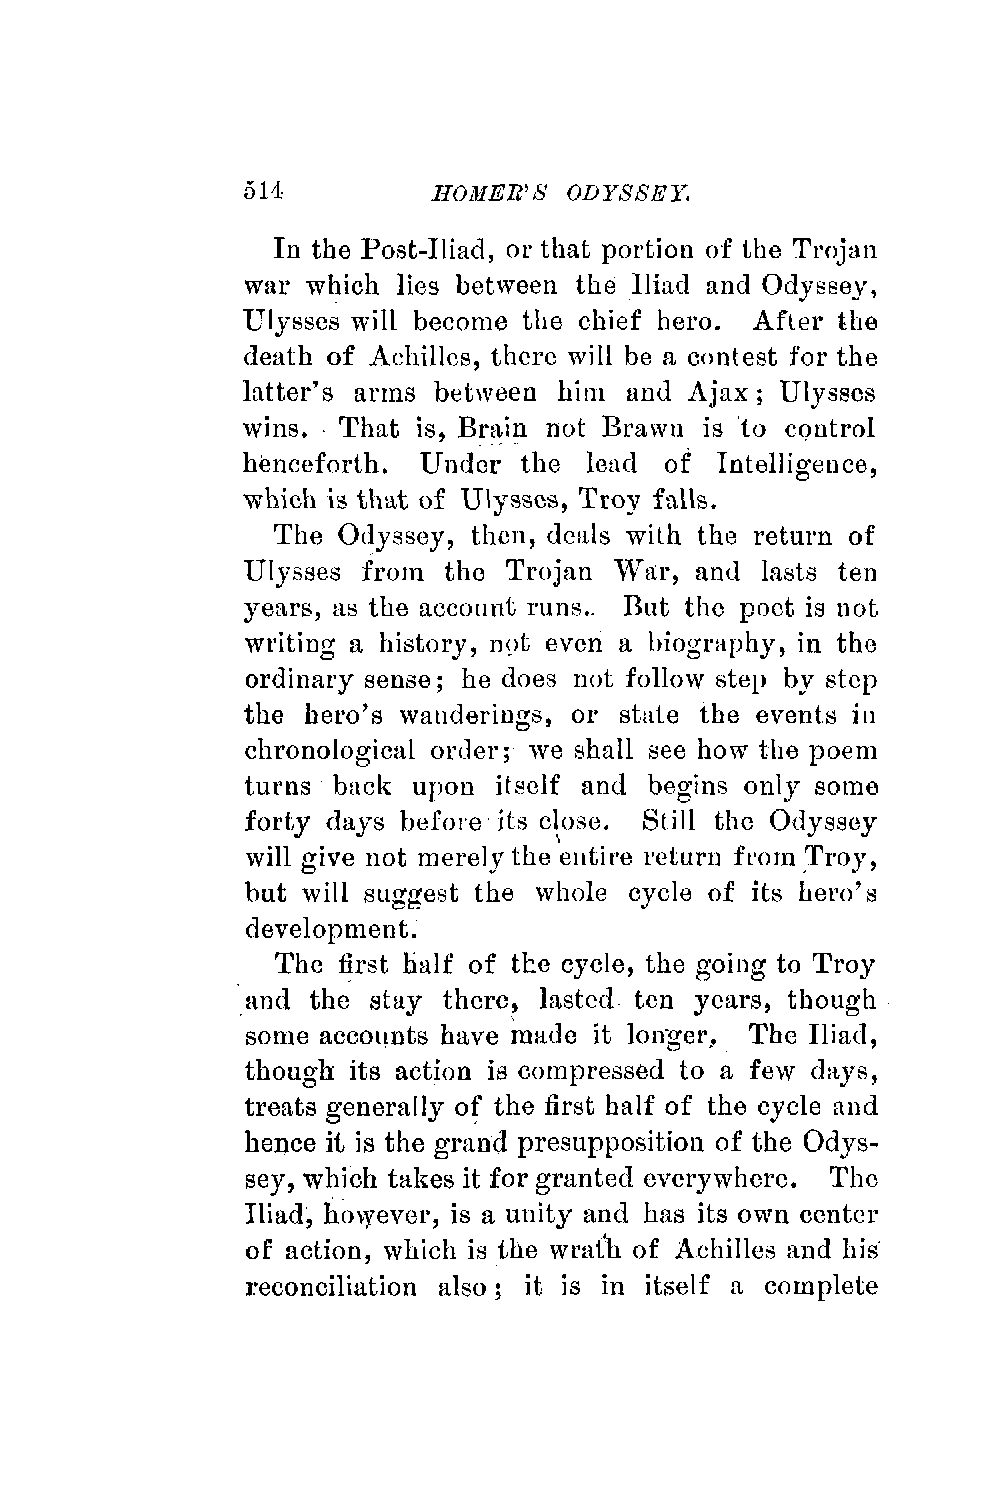 514 HOMER'S ODYSSEY.
In the Post-Iliad, or that portion of the Trojan
war which lies between the Iliad and Odyssey,
Ulysses will become the chief hero. After the
death of Achilles, there will be a contest for the
latter's arms between him and Ajax; Ulysses
wins. That is, Brain not Brawn is to control
henceforth. Under the lead of Intelligence,
which is that of Ulysses, Troy falls.
The Odyssey, then, deals with the return of
Ulysses from the Trojan War, and lasts ten
years, as the account runs.. But the poet is not
writing a history, not even a biography, in the
ordinary sense; he does not follow step by step
the hero's wanderings, or state the events in
chronological order; we shall see how the poem
turns back upon itself and begins only some
forty days before its close. Still the Odyssey
will give not merely the entire return from Troy,
but will suggest the whole cycle of its hero's
development.
The first half of the cycle, the going to Troy
and the stay there, lasted ten years, though
some accounts have made it longer. The Iliad,
though its action is compressed to a few days,
treats generally of the first half of the cycle and
hence it is the grand presupposition of the Odys-
sey, which takes it for granted everywhere. The
Iliad, however, is a unity and has its own center
of action, which is the wrath of Achilles and his
reconciliation also; it is in itself a complete